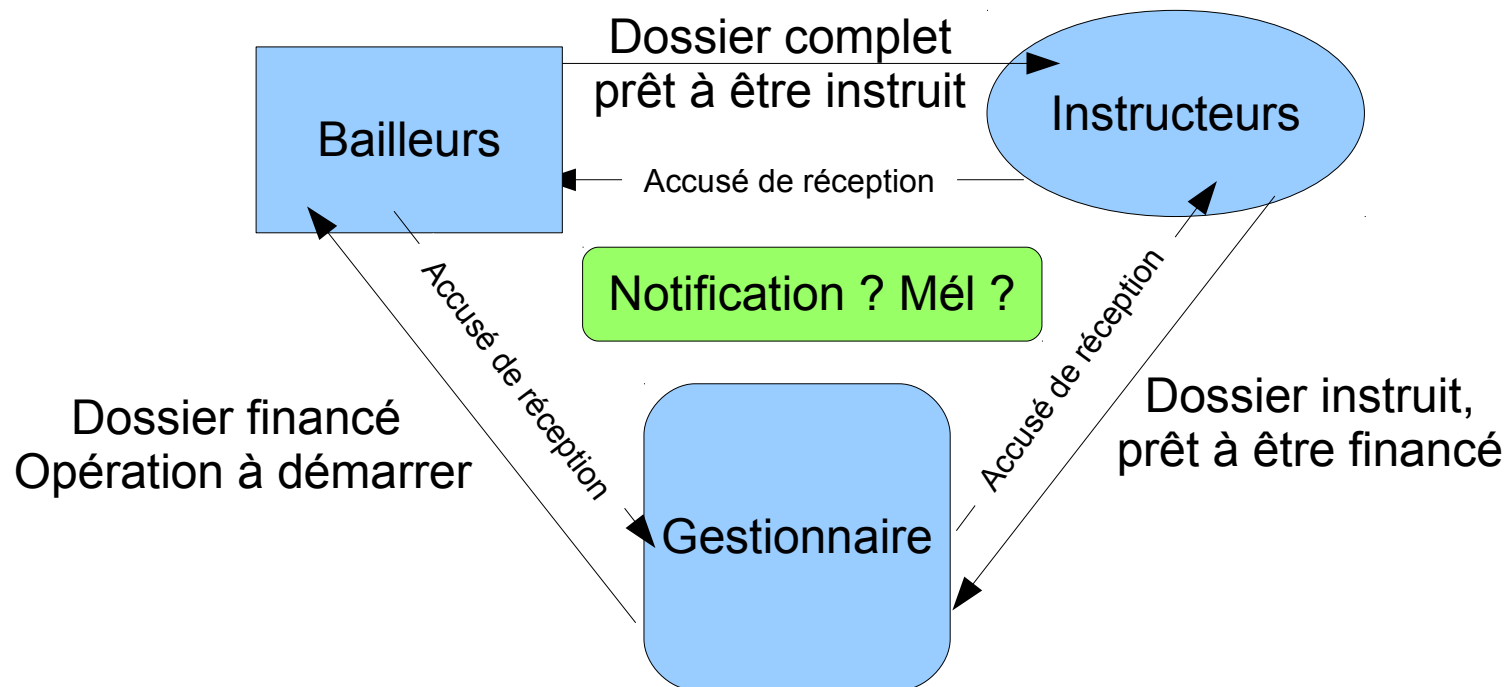 Dossier complet
prêt à être instruit
Bailleurs
Instructeurs
Accusé de réception
Notification ? Mél ?
Accusé de réception
Accusé de réception
Dossier financé
Opération à démarrer
Dossier instruit,
prêt à être financé
Gestionnaire